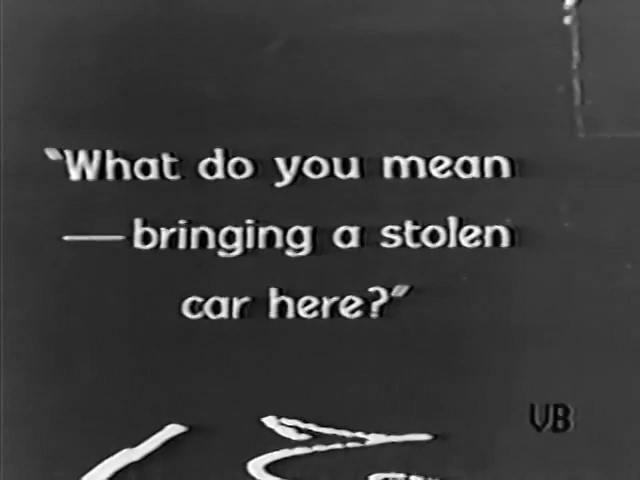 “What do you mean
—bringing a stolen
car here?”
VB